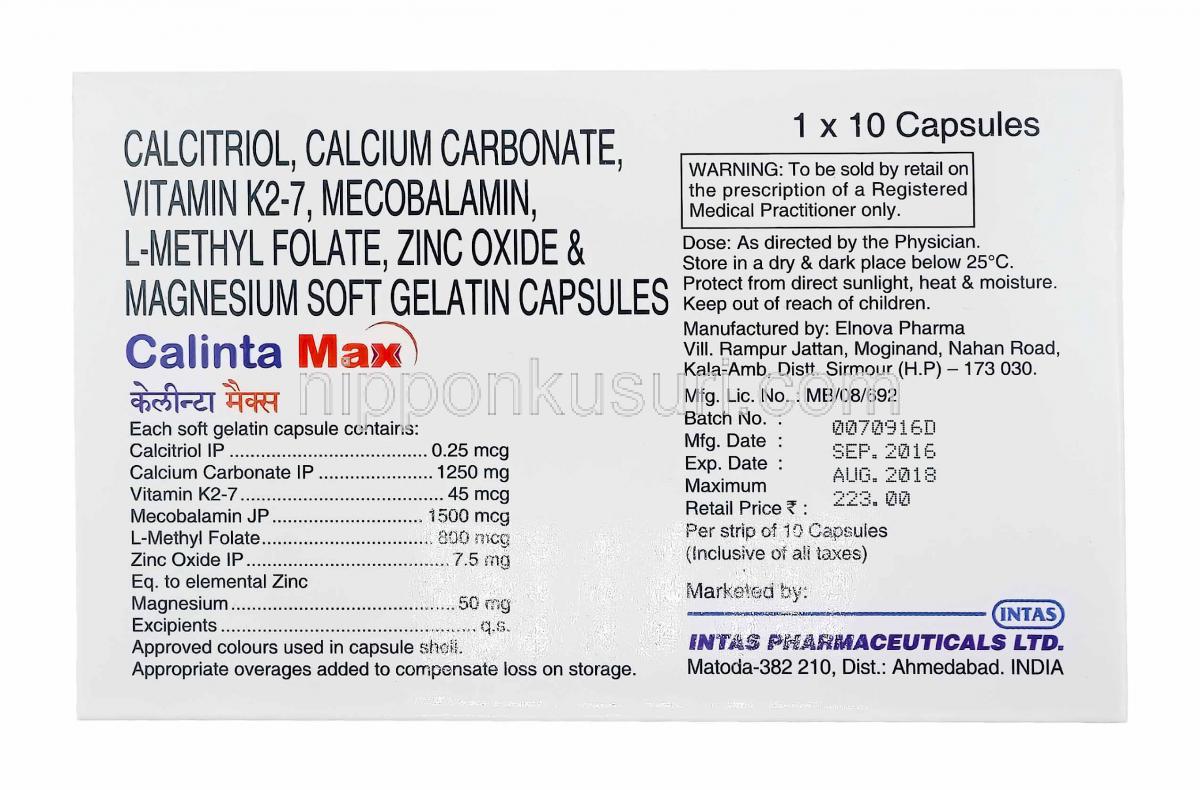 CALCITRIOL, CALCIUM CARBONATE,
VITAMIN K2-7, MECOBALAMIN,
L-METHYL FOLATE, ZINC OXIDE &
MAGNESIUM SOFT GELATIN CAPSULES
Calinta Max
केलीन्टा मैक्स
Each soft gelatin capsule contains:
Calcitriol IP ..................................... 0.25 mcg
Calcium Carbonate IP ...................... 1250 mg
Vitamin K2-7......................................... 45 mcg
Mecobalamin JP............................... 1500 mcg
L-Methyl Folate................................... 800 mcg
Zinc Oxide IP ........................................ 7.5 mg
Eq. to elemental Zinc
Magnesium............................................. 50 mg
Excipients................................................... q.s.
Approved colours used in capsule shell.
Appropriate overages added to compensate loss on storage.
1 x 10 Capsules
WARNING: To be sold by retail on
the prescription of a Registered
Medical Practitioner only.
Dose: As directed by the Physician.
Store in a dry & dark place below 25°C.
Protect from direct sunlight, heat & moisture.
Keep out of reach of children.
Manufactured by: Elnova Pharma
Vill. Rampur Jattan, Moginand, Nahan Road,
Kala-Amb, Distt. Sirmour (H.P) – 173 030.
Mfg. Lic. No. : MB/08/692
Batch No. : 0070916D
Mfg. Date : SEP. 2016
Exp. Date : AUG. 2018
Maximum
Retail Price ₹ : 223.00
Per strip of 10 Capsules
(Inclusive of all taxes)
Marketed by:
INTAS
INTAS PHARMACEUTICALS LTD.
Matoda-382 210, Dist.: Ahmedabad. INDIA
nipponkusuri.com